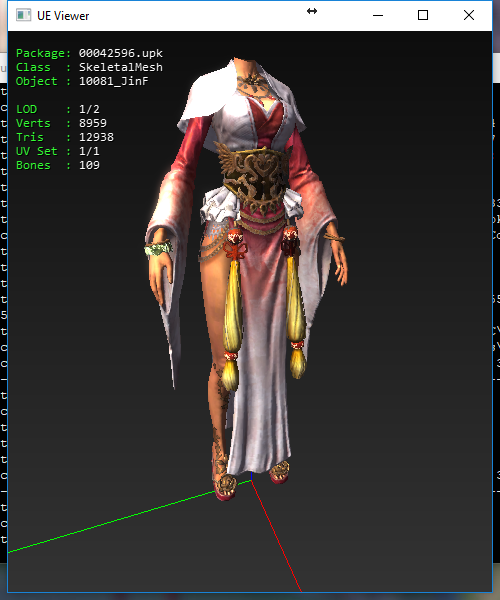 UE Viewer
Package: 00042596.upk
Class : SkeletalMesh
Object : 10081_JinF
LOD : 1/2
Verts : 8959
Tris : 12938
UV Set : 1/1
Bones : 109